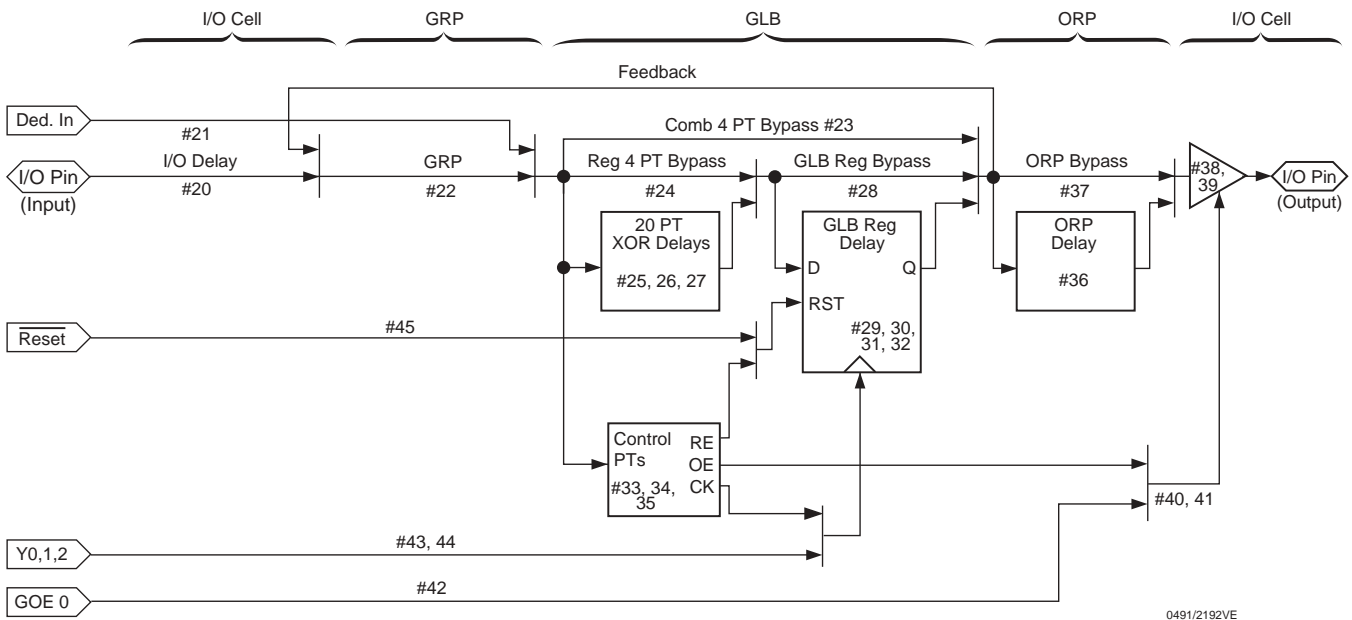 I/O Cell
GRP
GLB
ORP
I/O Cell
Feedback
Ded. In
#21
Comb 4 PT Bypass #23
I/O Pin
(Input)
I/O Delay
#20
GRP
#22
Reg 4 PT Bypass
#24
GLB Reg Bypass
#28
ORP Bypass
#37
#38,
39
I/O Pin
(Output)
20 PT
XOR Delays
#25, 26, 27
GLB Reg
Delay
D
Q
RST
#29, 30,
31, 32
ORP
Delay
#36
Reset
#45
Control
PTs
#33, 34,
35
RE
OE
CK
#40, 41
Y0,1,2
#43, 44
GOE 0
#42
0491/2192VE